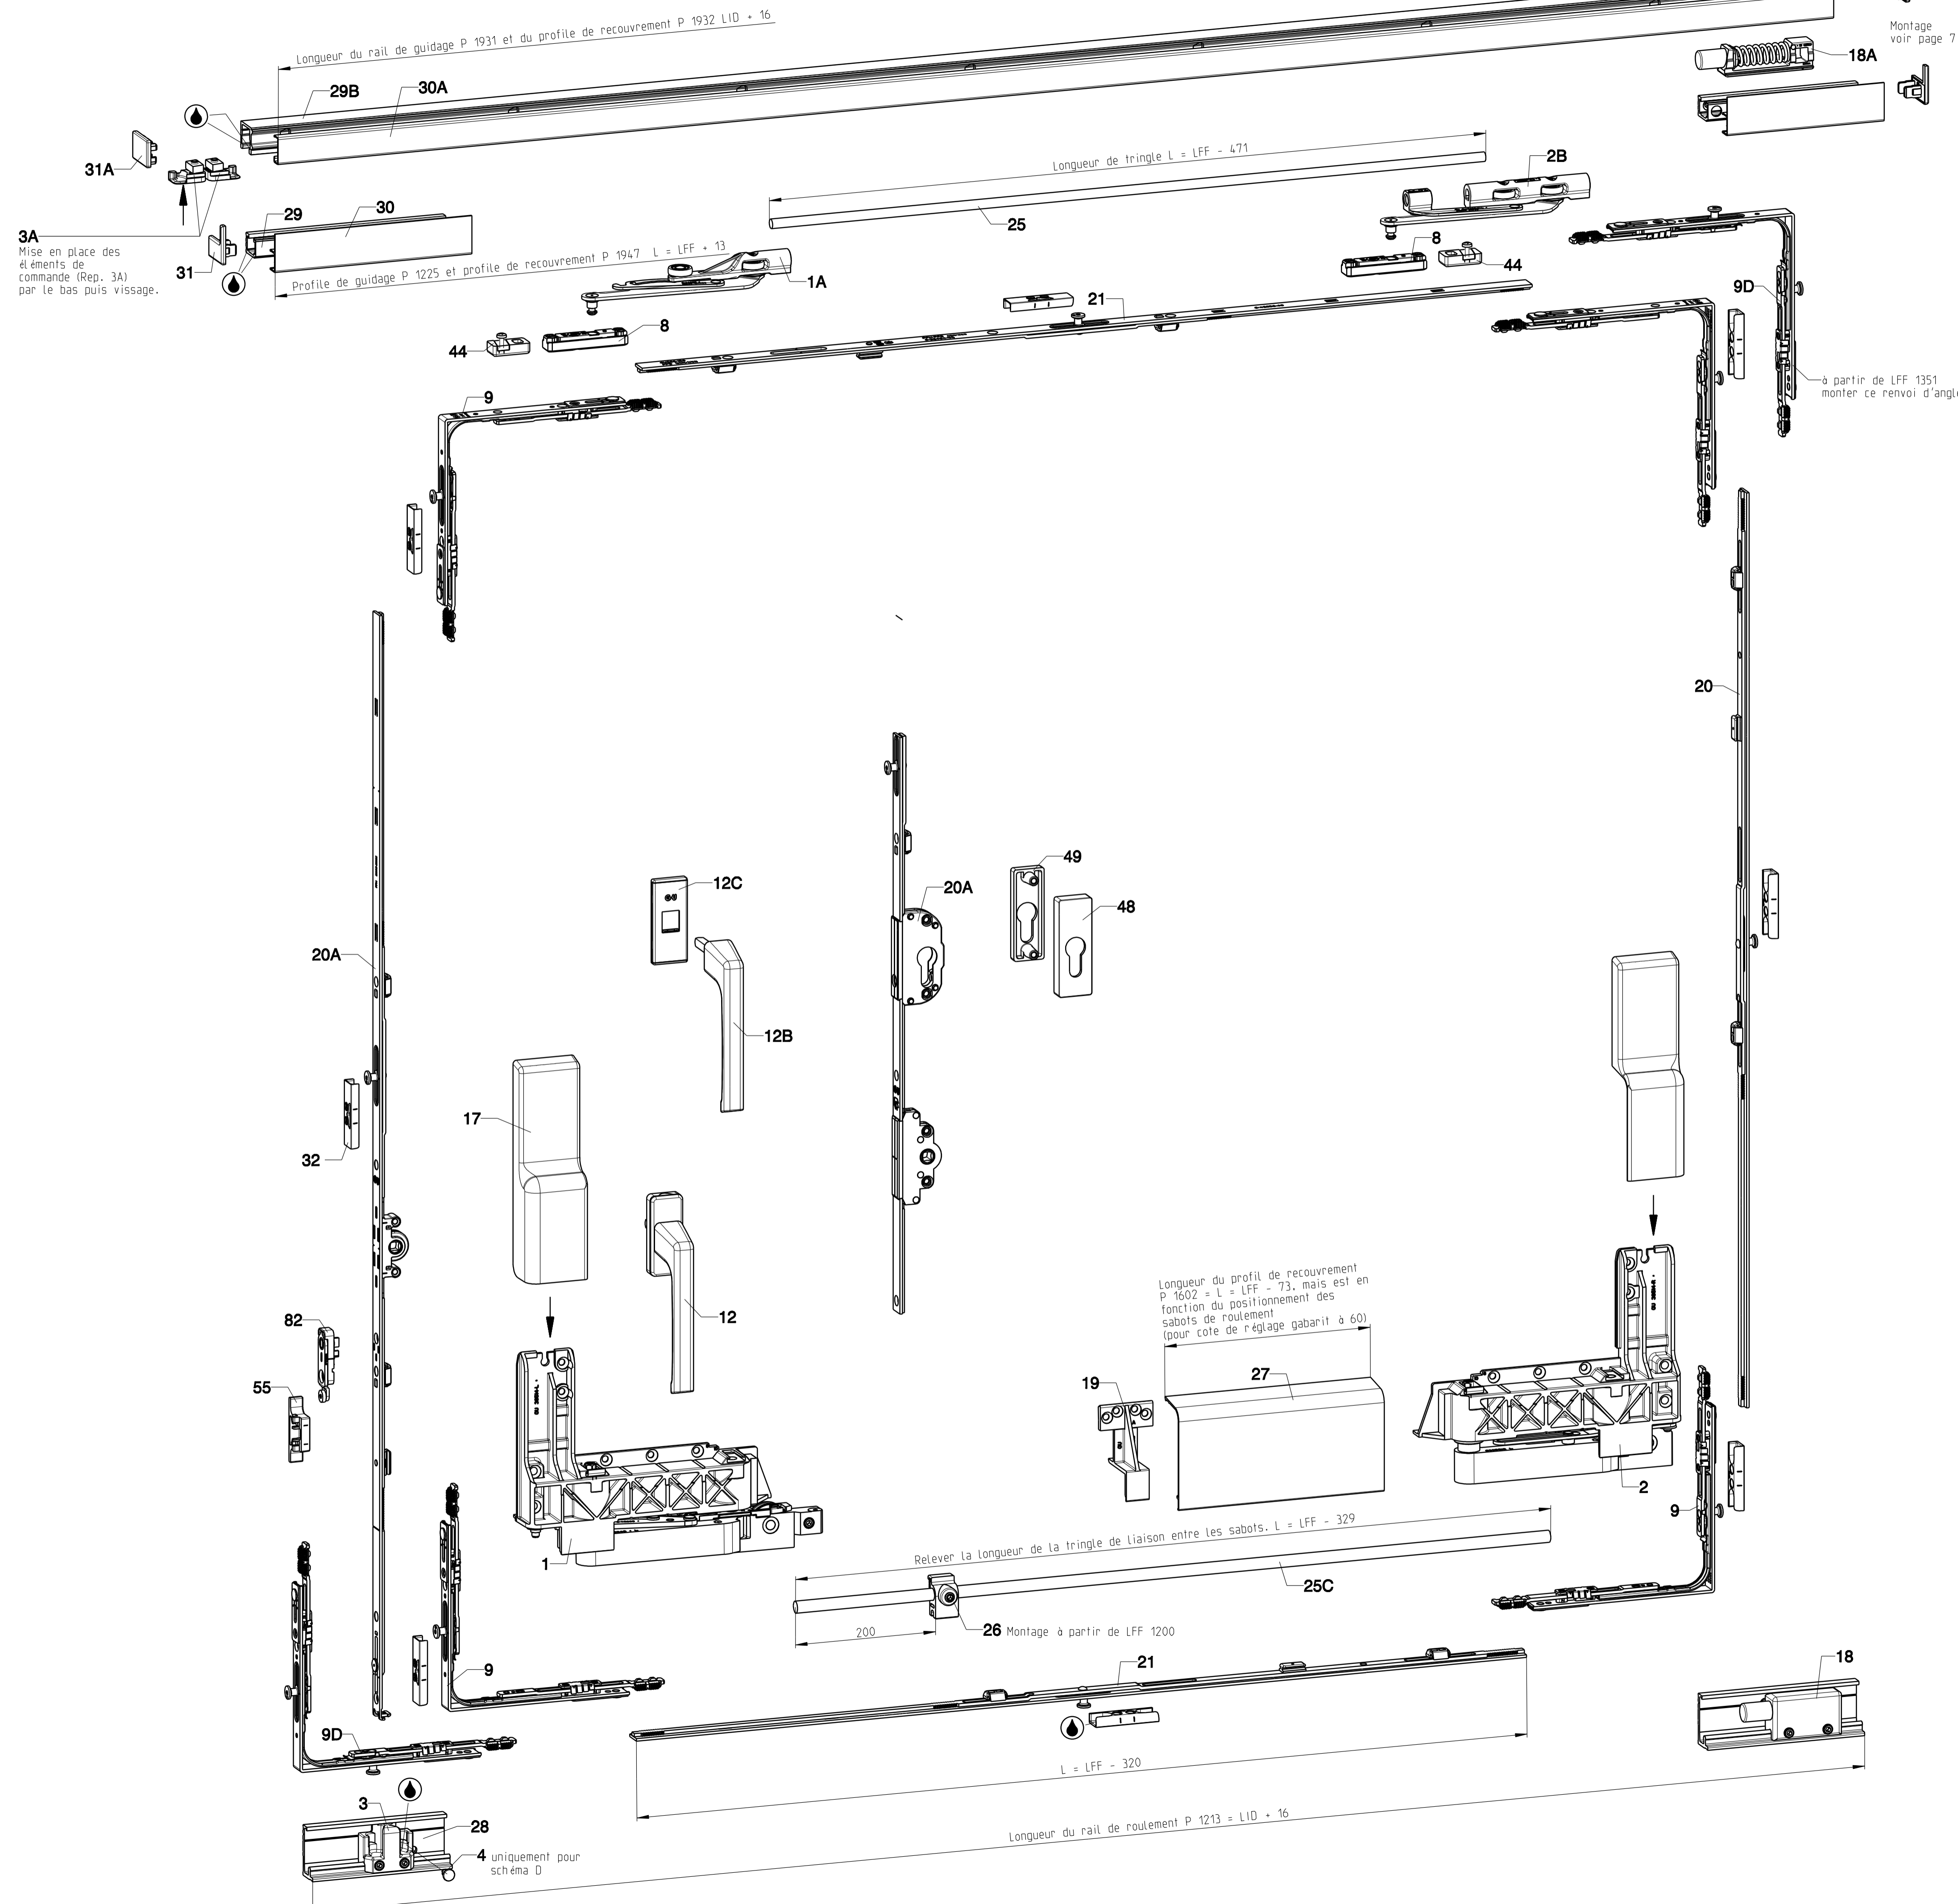 Longueur du rail de guidage P 1931 et du profile de recouvrement P 1932 LID + 16
Montage
voir page 7
18A
29B
30A
31A
Longueur de tringle L = LFF - 471
2B
25
3A
Mise en place des
éléments de
commande (Rep. 3A)
par le bas puis vissage.
29
30
31
Profile de guidage P 1225 et profile de recouvrement P 1947 L = LFF + 13
1A
8
44
9D
21
44
8
à partir de LFF 1351
monter ce renvoi d'angl
9
20
12C
49
20A
48
20A
12B
17
32
12
82
55
Longueur du profil de recouvrement
P 1602 = L = LFF - 73. mais est en
fonction du positionnement des
sabots de roulement
(pour cote de réglage gabarit à 60)
19
27
2
9
1
Relever la longueur de la tringle de liaison entre les sabots. L = LFF - 329
25C
200
26 Montage à partir de LFF 1200
9
21
18
9D
L = LFF - 320
3
28
4 uniquement pour
schéma D
Longueur du rail de roulement P 1213 = LID + 16